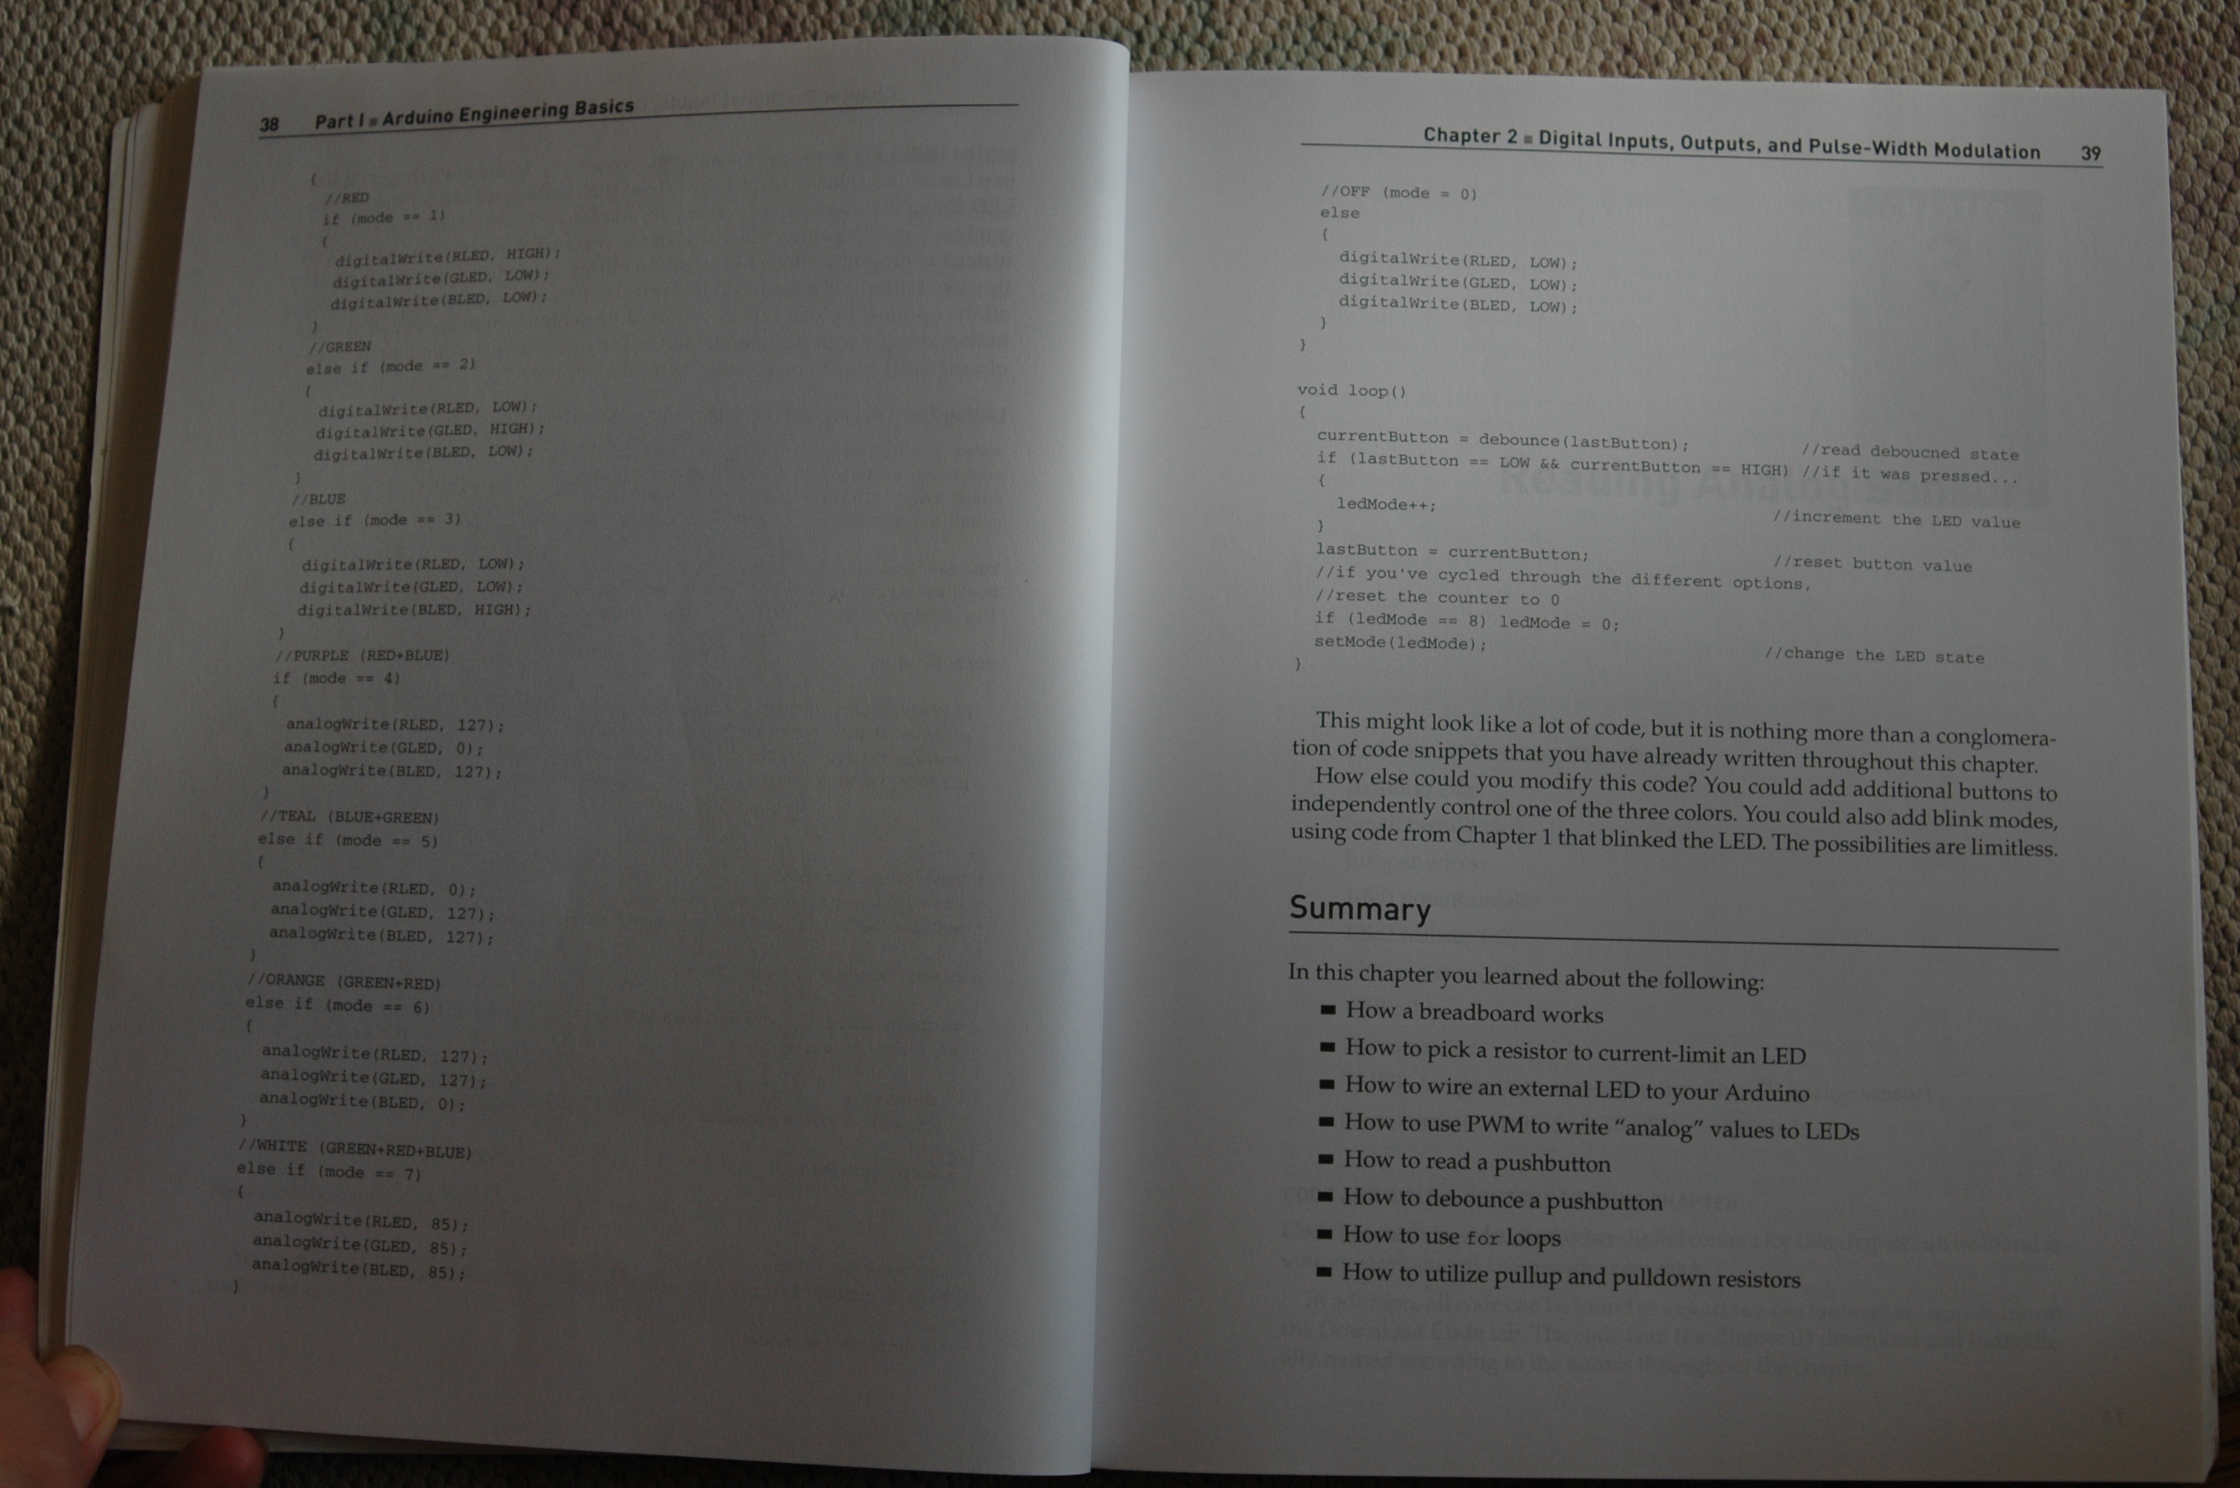 38 Part I ■ Arduino Engineering Basics
{
//RED
if (mode == 1)
{
digitalWrite(RLED, HIGH);
digitalWrite(GLED, LOW);
digitalWrite(BLED, LOW);
}
//GREEN
else if (mode == 2)
{
digitalWrite(RLED, LOW);
digitalWrite(GLED, HIGH);
digitalWrite(BLED, LOW);
}
//BLUE
else if (mode == 3)
{
digitalWrite(RLED, LOW);
digitalWrite(GLED, LOW);
digitalWrite(BLED, HIGH);
}
//PURPLE (RED+BLUE)
if (mode == 4)
{
analogWrite(RLED, 127);
analogWrite(GLED, 0);
analogWrite(BLED, 127);
}
//TEAL (BLUE+GREEN)
else if (mode == 5)
{
analogWrite(RLED, 0);
analogWrite(GLED, 127);
analogWrite(BLED, 127);
}
//ORANGE (GREEN+RED)
else if (mode == 6)
{
analogWrite(RLED, 127);
analogWrite(GLED, 127);
analogWrite(BLED, 0);
}
//WHITE (GREEN+RED+BLUE)
else if (mode == 7)
{
analogWrite(RLED, 85);
analogWrite(GLED, 85);
analogWrite(BLED, 85);
}
Chapter 2 ■ Digital Inputs, Outputs, and Pulse-Width Modulation 39
//OFF (mode = 0)
else
{
digitalWrite(RLED, LOW);
digitalWrite(GLED, LOW);
digitalWrite(BLED, LOW);
}
}
void loop()
{
currentButton = debounce(lastButton); //read deboucned state
if (lastButton == LOW && currentButton == HIGH) //if it was pressed...
{
ledMode++; //increment the LED value
}
lastButton = currentButton; //reset button value
//if you've cycled through the different options,
//reset the counter to 0
if (ledMode == 8) ledMode = 0;
setMode(ledMode); //change the LED state
}
This might look like a lot of code, but it is nothing more than a conglomera-
tion of code snippets that you have already written throughout this chapter.
How else could you modify this code? You could add additional buttons to
independently control one of the three colors. You could also add blink modes,
using code from Chapter 1 that blinked the LED. The possibilities are limitless.
Summary
In this chapter you learned about the following:
■ How a breadboard works
■ How to pick a resistor to current-limit an LED
■ How to wire an external LED to your Arduino
■ How to use PWM to write “analog” values to LEDs
■ How to read a pushbutton
■ How to debounce a pushbutton
■ How to use for loops
■ How to utilize pullup and pulldown resistors